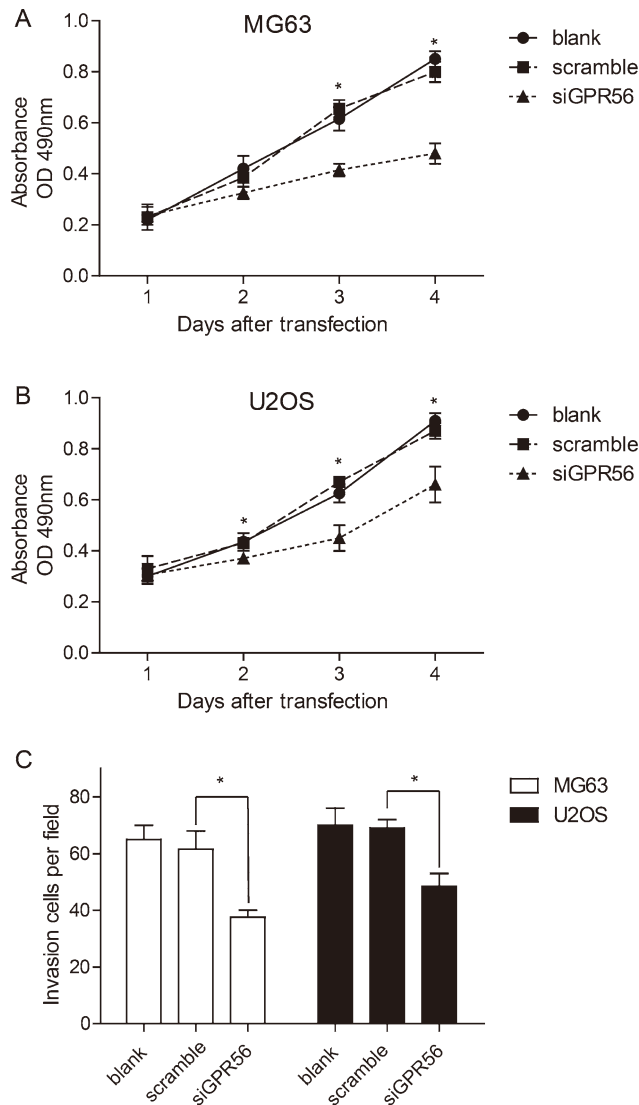 A
MG63
Absorbance
OD 490nm
1.0
0.8
0.6
0.4
0.2
0.0
*
*
1 2 3 4
Days after transfection
blank
scramble
siGPR56
B
U2OS
Absorbance
OD 490nm
1.0
0.8
0.6
0.4
0.2
0.0
*
*
*
1 2 3 4
Days after transfection
blank
scramble
siGPR56
C
Invasion cells per field
80
60
40
20
0
*
*
MG63
U2OS
blank
scramble
siGPR56
blank
scramble
siGPR56